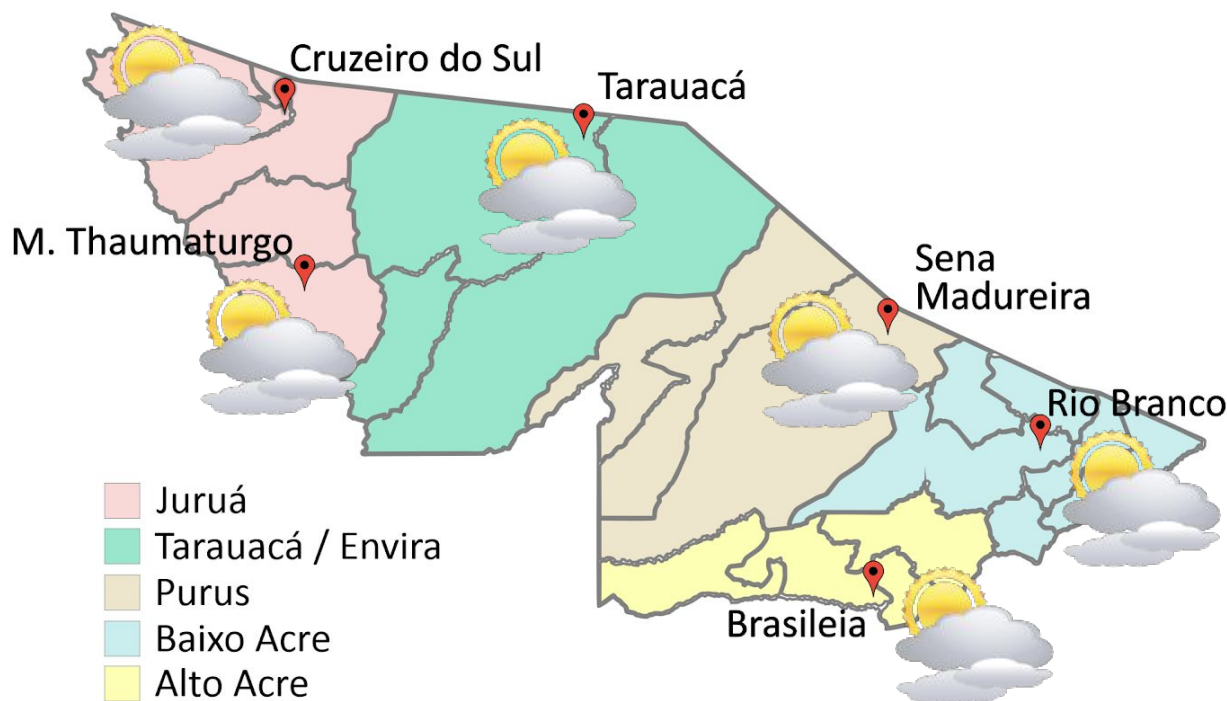 Cruzeiro do Sul
Tarauacá
M. Thaumaturgo
Sena
Madureira
Rio Branco
Brasileia
Juruá
Tarauacá / Envira
Purus
Baixo Acre
Alto Acre